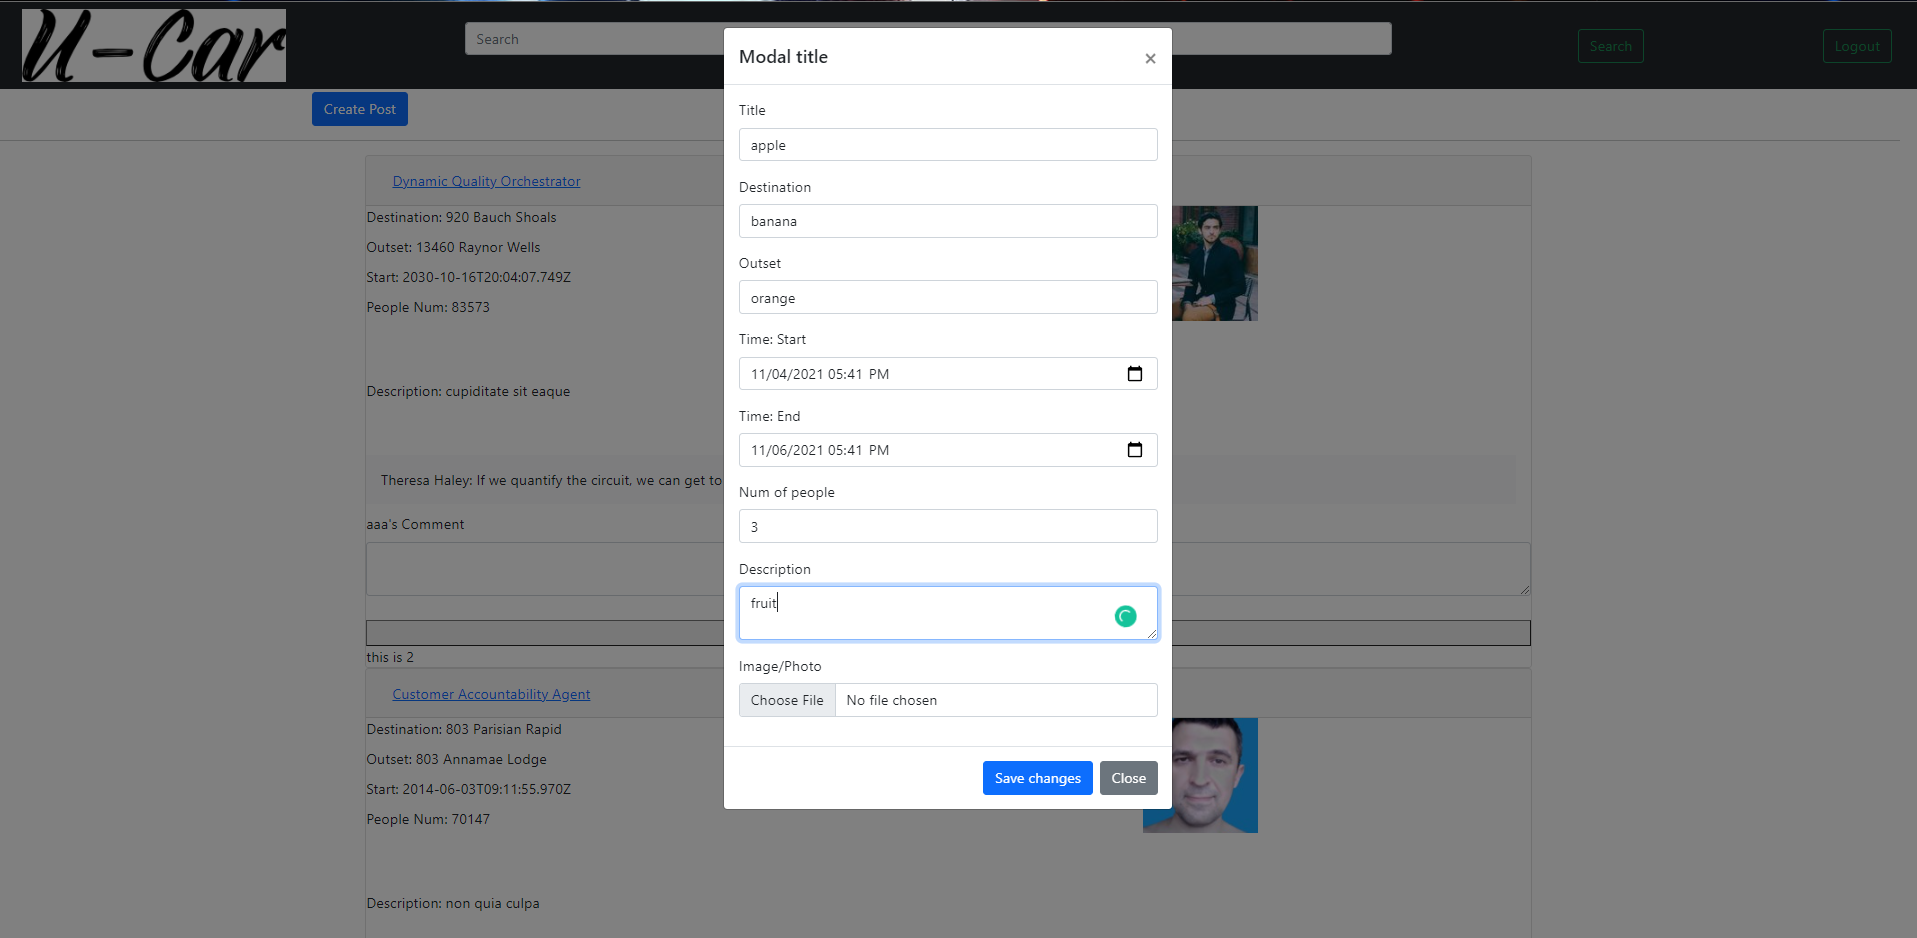 U-Car
Search
Search
Logout
Create Post
Modal title
×
Title
apple
Destination
banana
Outset
orange
Time: Start
11/04/2021 05:41 PM
Time: End
11/06/2021 05:41 PM
Num of people
3
Description
fruit
Image/Photo
Choose File No file chosen
Save changes Close
Dynamic Quality Orchestrator
Destination: 920 Bauch Shoals
Outset: 13460 Raynor Wells
Start: 2030-10-16T20:04:07.749Z
People Num: 83573
Description: cupiditate sit eaque
Theresa Haley: If we quantify the circuit, we can get to
aaa's Comment
this is 2
Customer Accountability Agent
Destination: 803 Parisian Rapid
Outset: 803 Annamae Lodge
Start: 2014-06-03T09:11:55.970Z
People Num: 70147
Description: non quia culpa